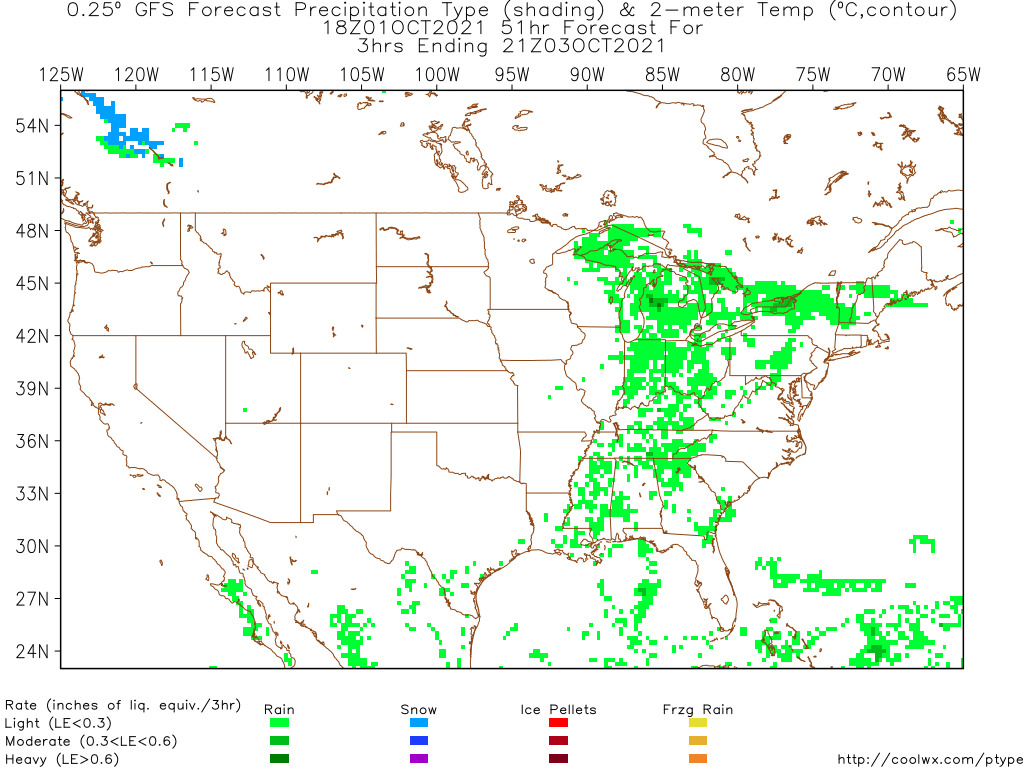 0.25º GFS Forecast Precipitation Type (shading) & 2-meter Temp (ºC,contour)
18Z01OCT2021 51hr Forecast For
3hrs Ending 21Z03OCT2021
125W 120W 115W 110W 105W 100W 95W 90W 85W 80W 75W 70W 65W
54N
51N
48N
45N
42N
39N
36N
33N
30N
27N
24N
Rate (inches of liq. equiv./3hr) Rain Snow Ice Pellets Frzg Rain
Light (LE<0.3)
Moderate (0.3<LE<0.6)
Heavy (LE>0.6) http://coolwx.com/ptype